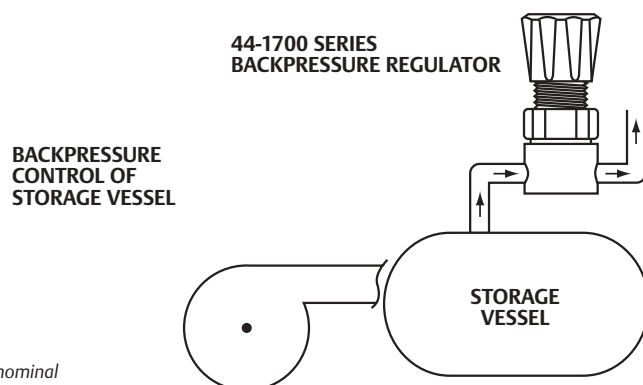 44-1700 SERIES
BACKPRESSURE REGULATOR
BACKPRESSURE
CONTROL OF
STORAGE VESSEL
STORAGE
VESSEL
nominal